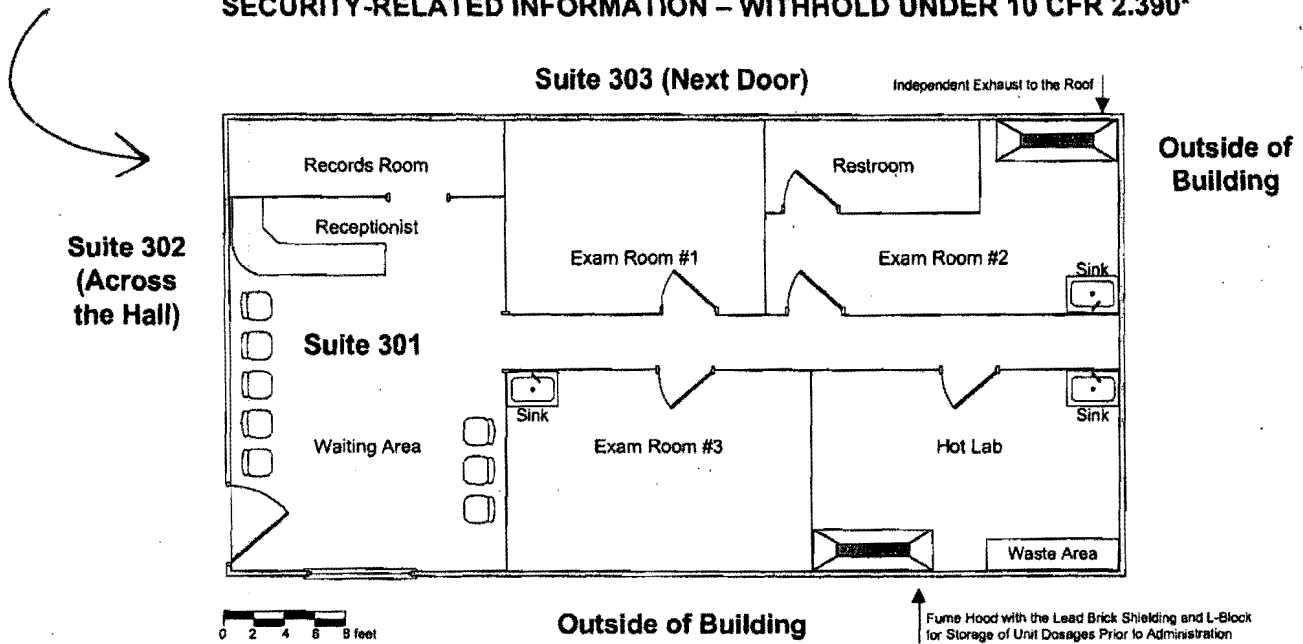 SECURITY-RELATED INFORMATION – WITHHOLD UNDER 10 CFR 2.390*
Suite 303 (Next Door)
Independent Exhaust to the Roof
Outside of
Building
Records Room
Restroom
Receptionist
Suite 302
(Across
the Hall)
Exam Room #1
Exam Room #2
Sink
Suite 301
Sink
Sink
Waiting Area
Exam Room #3
Hot Lab
Waste Area
0 2 4 6 8 feet
Outside of Building
Fume Hood with the Lead Brick Shielding and L-Block
for Storage of Unit Dosages Prior to Administration